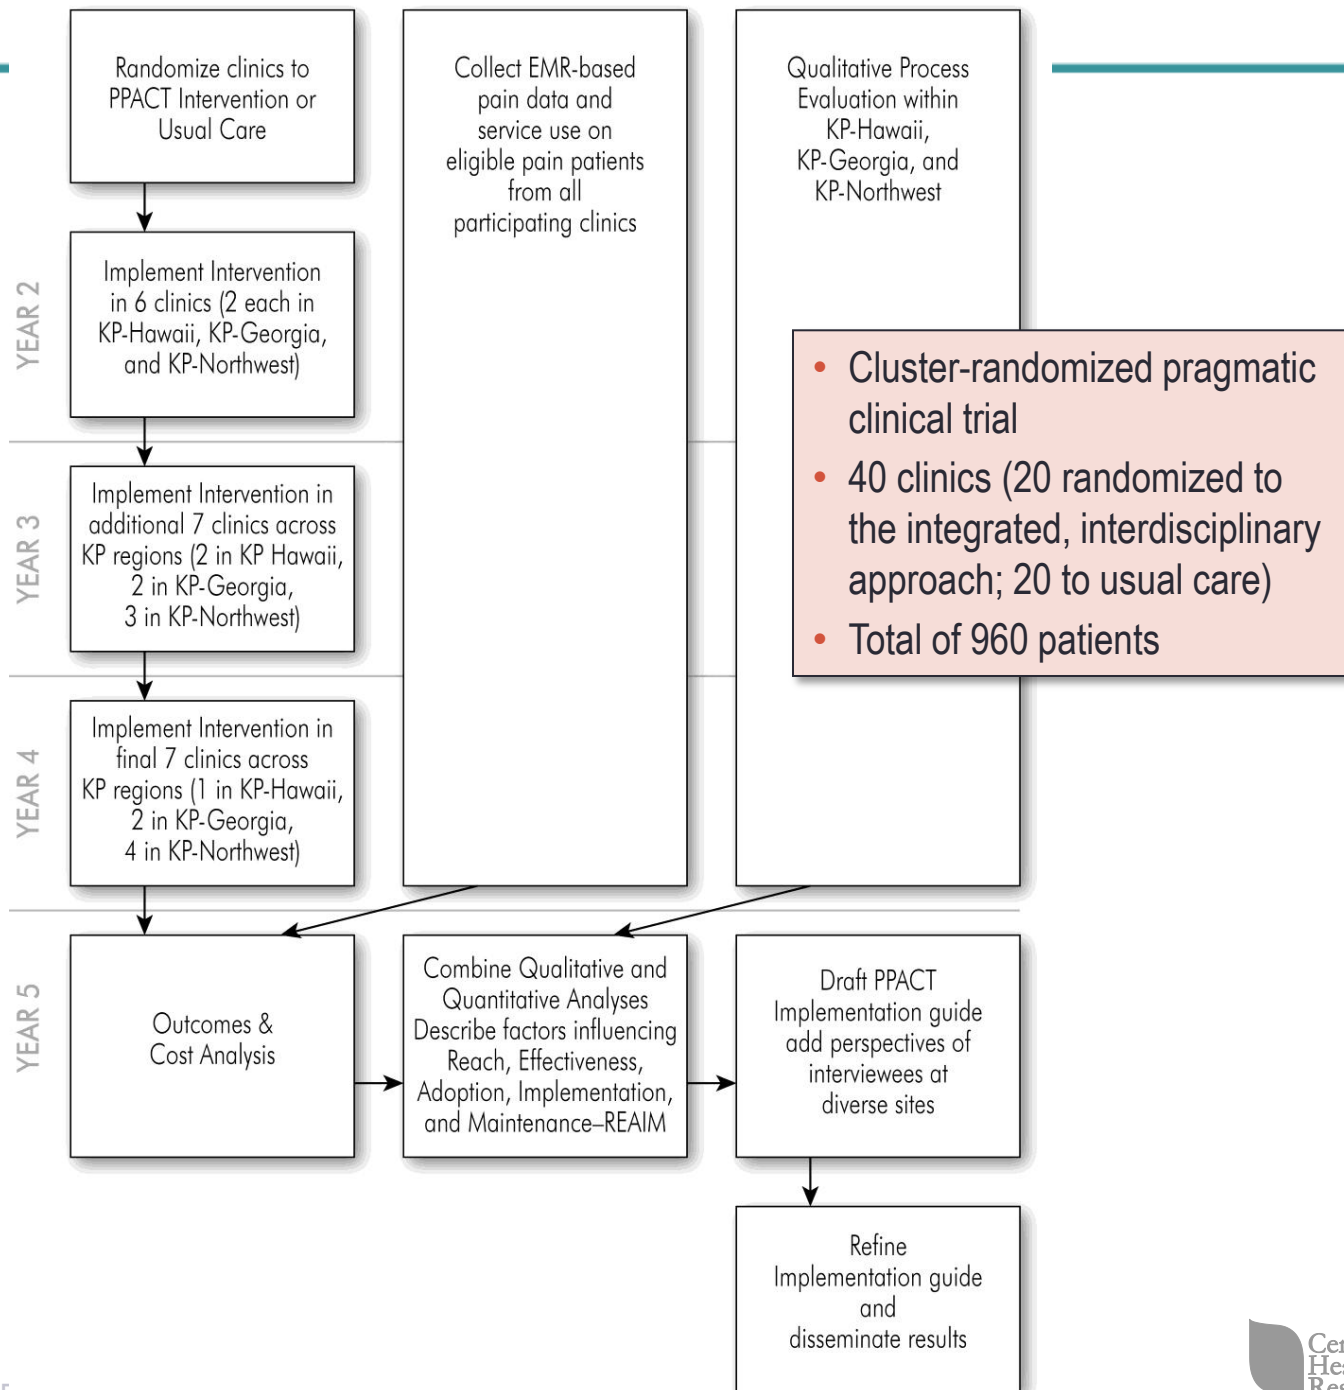 Randomize clinics to
PPACT Intervention or
Usual Care
Collect EMR-based
pain data and
service use on
eligible pain patients
from all
participating clinics
Qualitative Process
Evaluation within
KP-Hawaii,
KP-Georgia, and
KP-Northwest
YEAR 2
Implement Intervention
in 6 clinics (2 each in
KP-Hawaii, KP-Georgia,
and KP-Northwest)
• Cluster-randomized pragmatic
clinical trial
• 40 clinics (20 randomized to
the integrated, interdisciplinary
approach; 20 to usual care)
• Total of 960 patients
YEAR 3
Implement Intervention in
additional 7 clinics across
KP regions (2 in KP Hawaii,
2 in KP-Georgia,
3 in KP-Northwest)
YEAR 4
Implement Intervention in
final 7 clinics across
KP regions (1 in KP-Hawaii,
2 in KP-Georgia,
4 in KP-Northwest)
YEAR 5
Outcomes &
Cost Analysis
Combine Qualitative and
Quantitative Analyses
Describe factors influencing
Reach, Effectiveness,
Adoption, Implementation,
and Maintenance–REAIM
Draft PPACT
Implementation guide
add perspectives of
interviewees at
diverse sites
Refine
Implementation guide
and
disseminate results